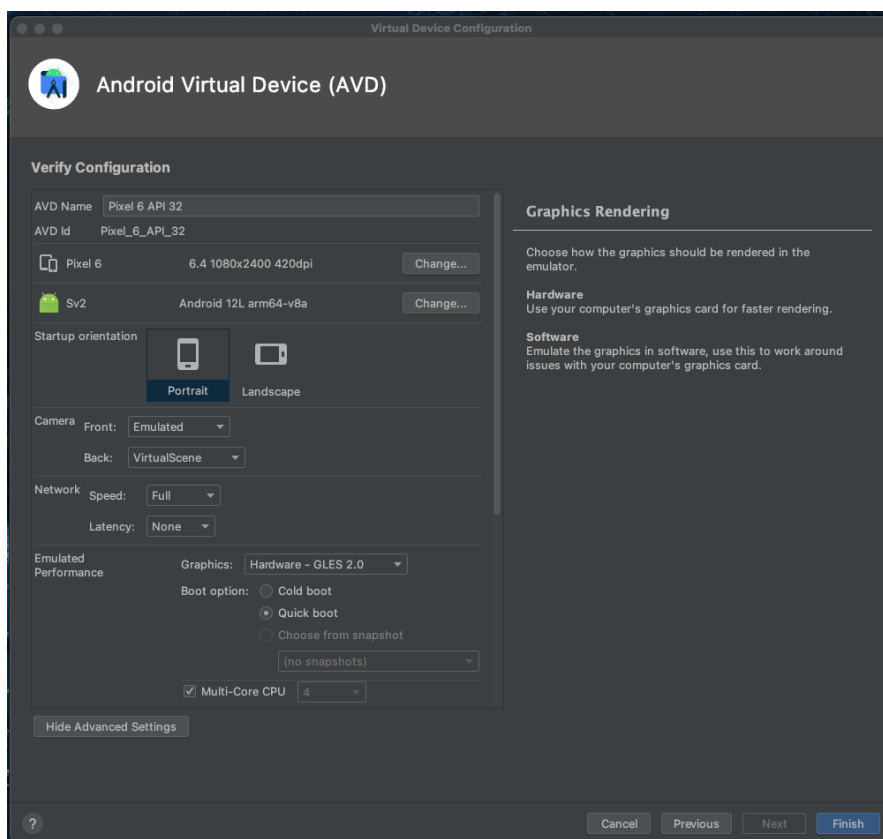 Virtual Device Configuration
Android Virtual Device (AVD)
Verify Configuration
AVD Name Pixel 6 API 32
AVD Id Pixel_6_API_32
Pixel 6 6.4 1080x2400 420dpi Change...
Sv2 Android 12L arm64-v8a Change...
Startup orientation
Portrait Landscape
Camera Front: Emulated
Back: VirtualScene
Network Speed: Full
Latency: None
Emulated
Performance
Graphics: Hardware - GLES 2.0
Boot option: Cold boot
Quick boot
Choose from snapshot
(no snapshots)
Multi-Core CPU 4
Hide Advanced Settings
Graphics Rendering
Choose how the graphics should be rendered in the
emulator.
Hardware
Use your computer's graphics card for faster rendering.
Software
Emulate the graphics in software, use this to work around
issues with your computer's graphics card.
? Cancel Previous Next Finish